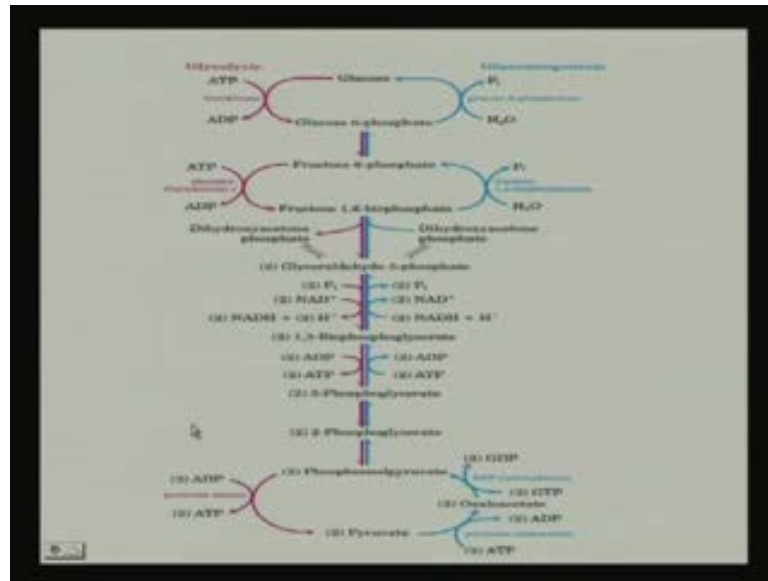 Glycolysis Gluconeogenesis
ATP Glucose Pi
hexokinase glucose 6-phosphatase
ADP Glucose 6-phosphate H2O
ATP Fructose 6-phosphate Pi
ADP Fructose 1,6-bisphosphate H2O
Dihydroxyacetone Dihydroxyacetone
phosphate phosphate
(2) Glyceraldehyde 3-phosphate
(2) Pi (2) Pi
(2) NAD+ (2) NAD+
(2) NADH + (2) H+ (2) NADH + H+
(2) 1,3-Bisphosphoglycerate
(2) ADP (2) ADP
(2) ATP (2) ATP
(2) 3-Phosphoglycerate
(2) 2-Phosphoglycerate
(2) GDP
(2) ADP (2) Phosphoenolpyruvate
(2) GTP
(2) Oxaloacetate
(2) ATP (2) ADP
(2) Pyruvate
(2) ATP